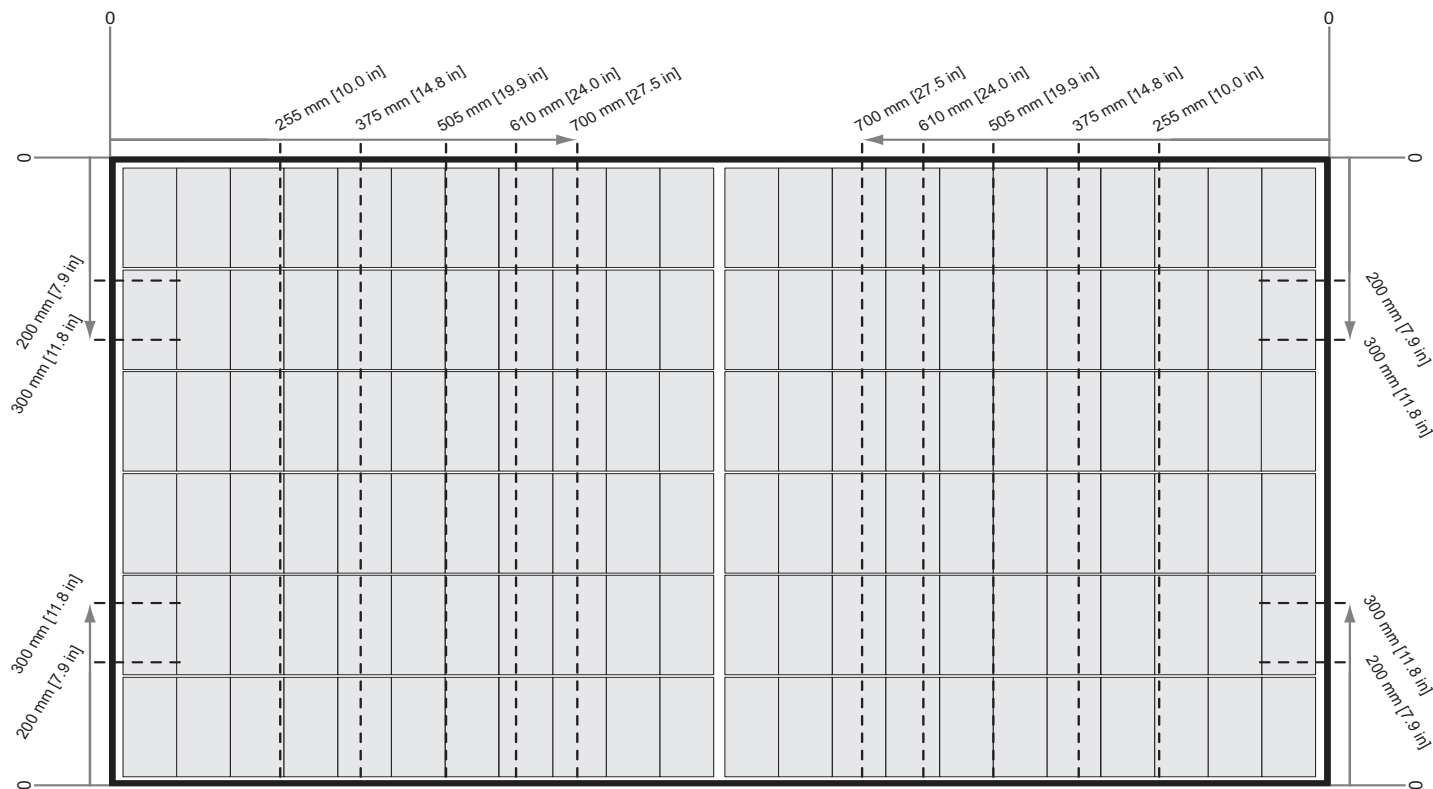 0
0
255 mm [10.0 in]
375 mm [14.8 in]
505 mm [19.9 in]
610 mm [24.0 in]
700 mm [27.5 in]
700 mm [27.5 in]
610 mm [24.0 in]
505 mm [19.9 in]
375 mm [14.8 in]
255 mm [10.0 in]
0
0
200 mm [7.9 in]
300 mm [11.8 in]
200 mm [7.9 in]
300 mm [11.8 in]
300 mm [11.8 in]
200 mm [7.9 in]
300 mm [11.8 in]
200 mm [7.9 in]
0
0